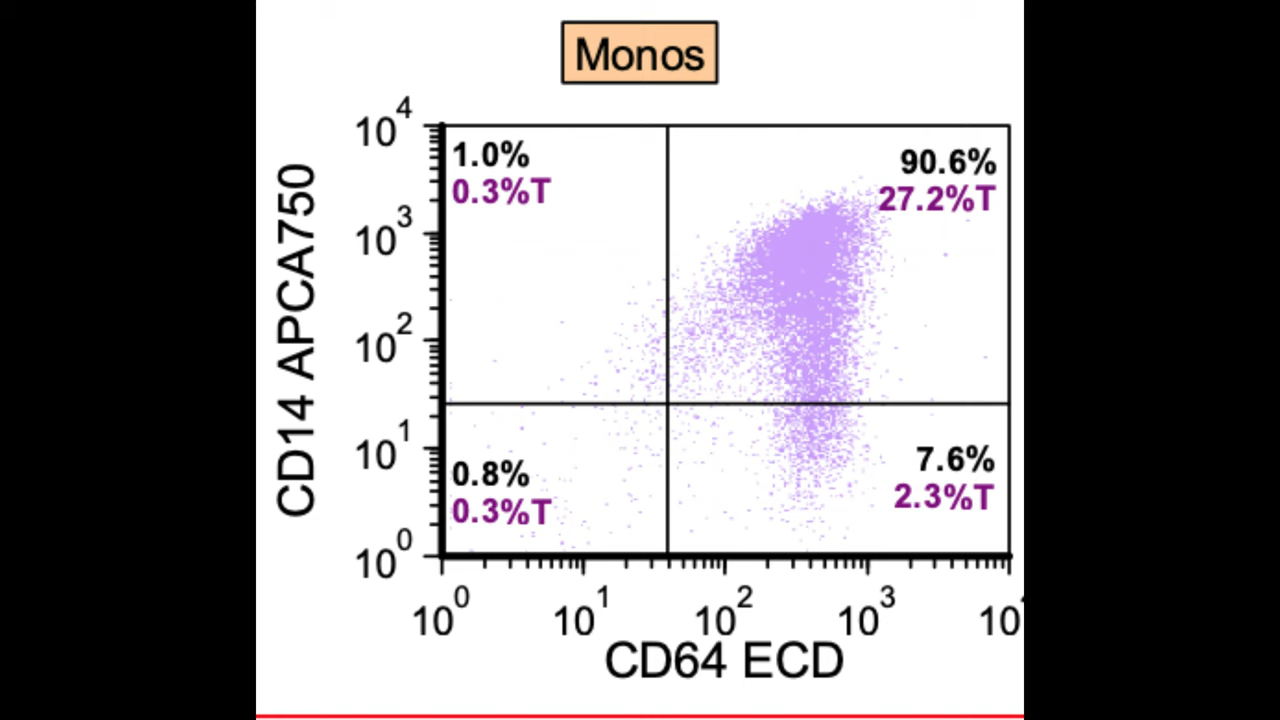 Monos
CD14 APCA750
10^4
10^3
10^2
10^1
10^0
1.0%
0.3%T
90.6%
27.2%T
0.8%
0.3%T
7.6%
2.3%T
10^0 10^1 10^2 10^3 10
CD64 ECD